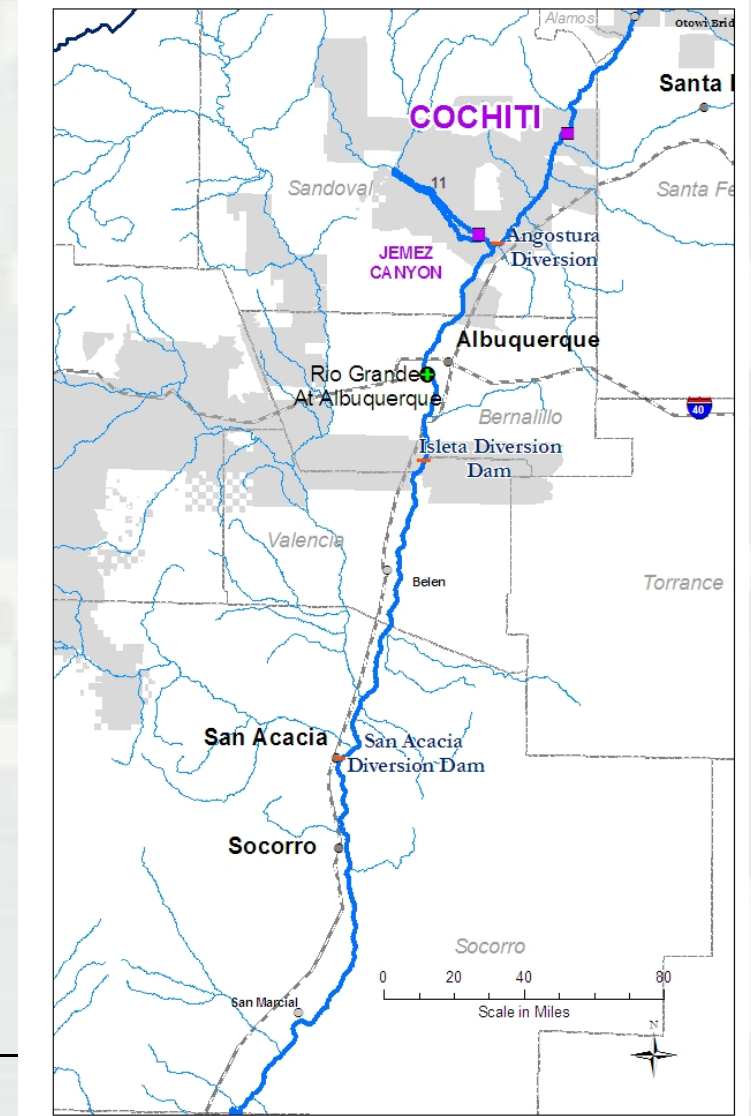 Alamos
Otowi Brid
Santa F
COCHITI
11
Sandoval
Santa Fe
Angostura
Diversion
JEMEZ
CANYON
Albuquerque
Rio Grande
At Albuquerque
40
Bernalillo
Isleta Diversion
Dam
Valencia
Belen
Torrance
San Acacia
San Acacia
Diversion Dam
Socorro
Socorro
0 20 40 80
Scale in Miles
San Marcial
N